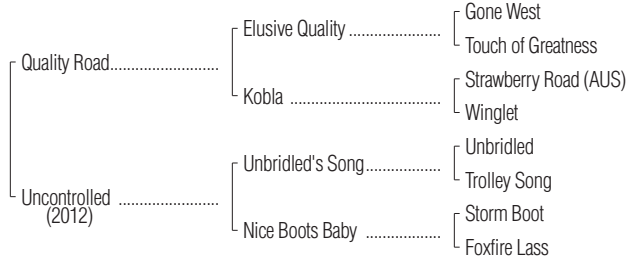 Gone West
Elusive Quality ....................
Touch of Greatness
Quality Road........................
Strawberry Road (AUS)
Kobla ..................................
Winglet
Unbridled
Unbridled's Song.................
Trolley Song
Uncontrolled ......................
(2012)
Storm Boot
Nice Boots Baby .................
Foxfire Lass